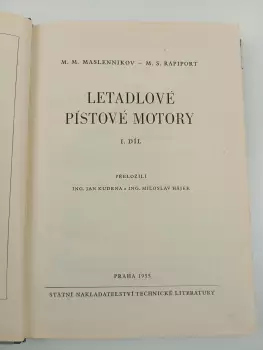 M. M. MASLENNIKOV – M. S. RAPIPORT
LETADLOVÉ
PÍSTOVÉ MOTORY
I. DÍL
PŘELOŽILI
ING. JAN KUDRNA a ING. MILOSLAV HÁJEK
PRAHA 1955
STÁTNÍ NAKLADATELSTVÍ TECHNICKÉ LITERATURY